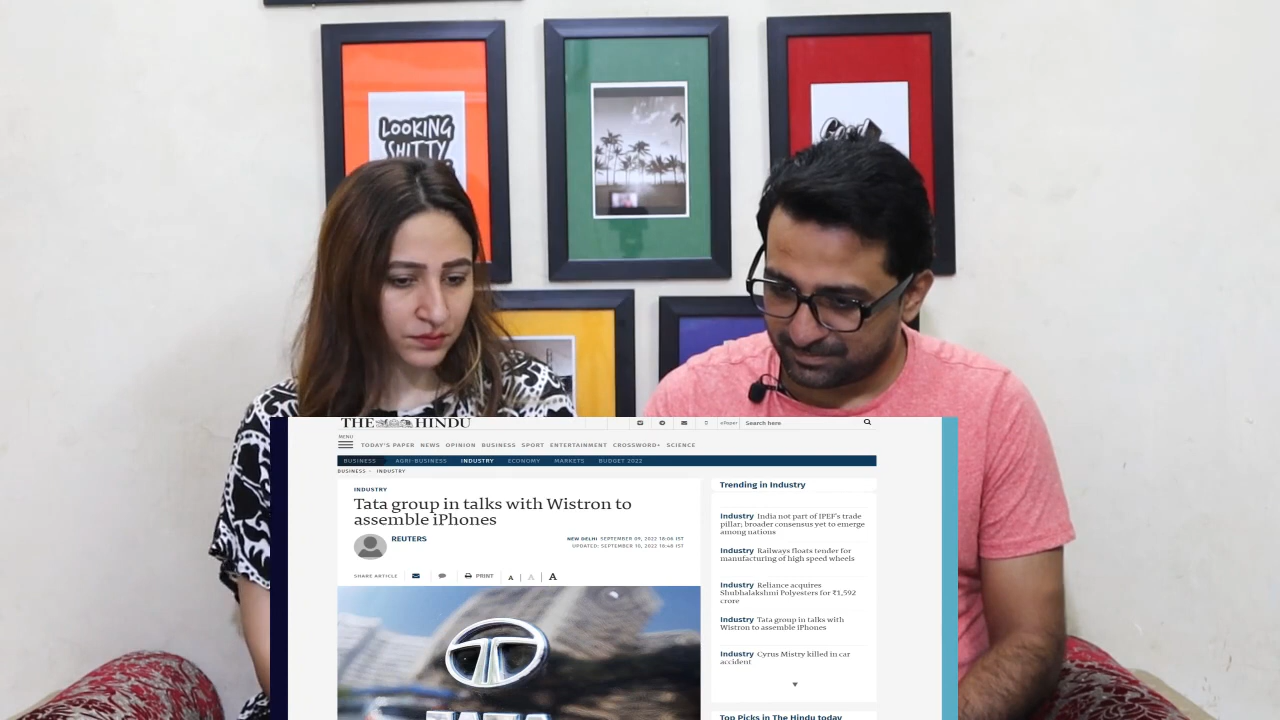 LOOKING
SHITTY
Good
THE HINDU
ePaper
Search here
MENU
TODAY'S PAPER NEWS OPINION BUSINESS SPORT ENTERTAINMENT CROSSWORD+ SCIENCE
BUSINESS AGRI-BUSINESS INDUSTRY ECONOMY MARKETS BUDGET 2022
BUSINESS INDUSTRY
INDUSTRY
Tata group in talks with Wistron to
assemble iPhones
REUTERS
NEW DELHI SEPTEMBER 09, 2022 18:06 IST
UPDATED: SEPTEMBER 10, 2022 18:48 IST
SHARE ARTICLE PRINT A A A
TATA
Trending in Industry
Industry India not part of IPEF's trade
pillar; broader consensus yet to emerge
among nations
Industry Railways floats tender for
manufacturing of high speed wheels
Industry Reliance acquires
Shubhalakshmi Polyesters for ₹1,592
crore
Industry Tata group in talks with
Wistron to assemble iPhones
Industry Cyrus Mistry killed in car
accident
Top Picks in The Hindu today